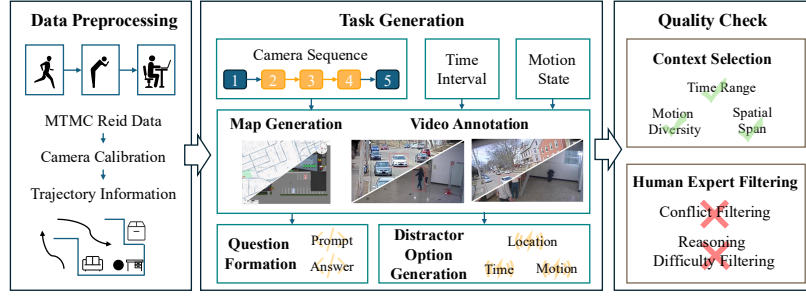 Data Preprocessing
MTMC Reid Data
Camera Calibration
Trajectory Information
Task Generation
Camera Sequence
1 2 3 4 5
Time
Interval
Motion
State
Map Generation
Video Annotation
Question
Formation
Prompt
Answer
Distractor
Option
Generation
Location
Time
Motion
Quality Check
Context Selection
Time Range
Motion
Diversity
Spatial
Span
Human Expert Filtering
Conflict Filtering
Reasoning
Difficulty Filtering